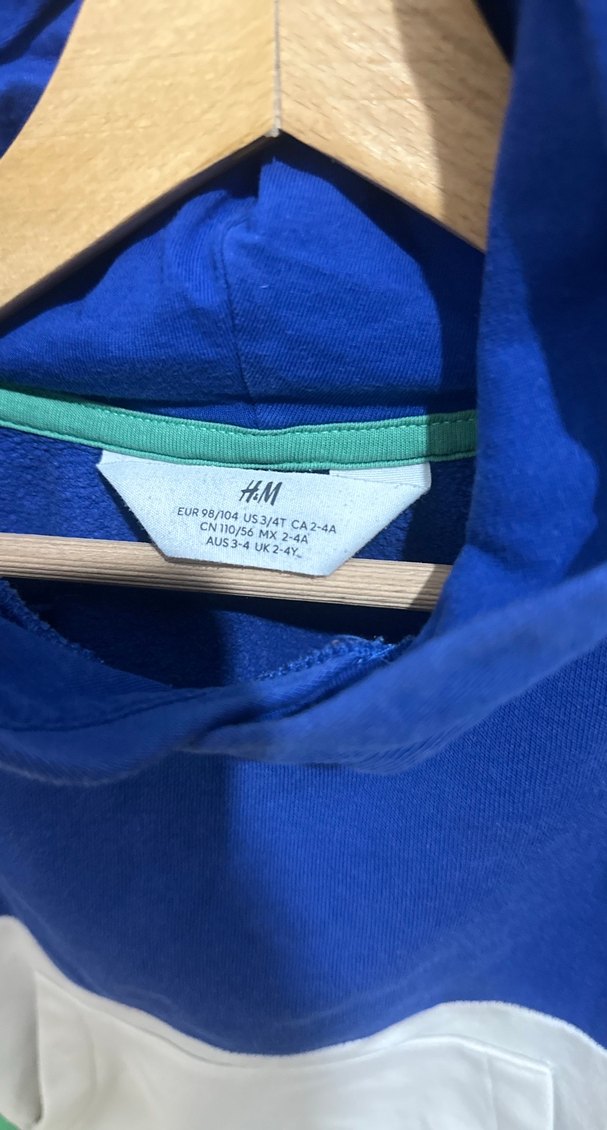 H&M
EUR 98/104 US 3/4T CA 2-4A
CN 110/56 MX 2-4A
AUS 3-4 UK 2-4Y